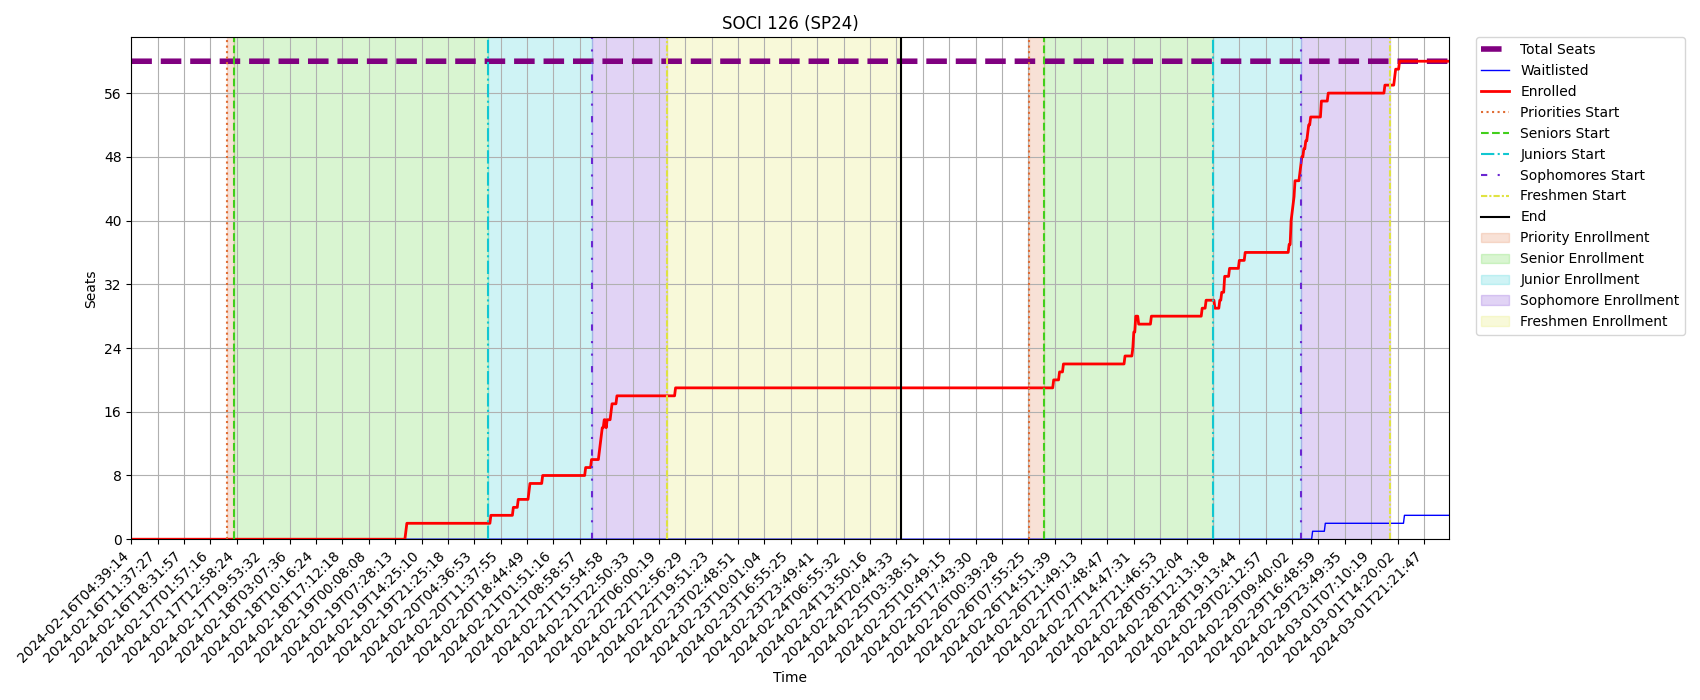 SOCI 126 (SP24)
Seats
56
48
40
32
24
16
8
0
2024-02-16T04:39:14
2024-02-16T11:37:27
2024-02-16T18:31:57
2024-02-17T01:57:16
2024-02-17T12:58:24
2024-02-17T19:53:32
2024-02-18T03:07:36
2024-02-18T10:16:24
2024-02-18T17:12:18
2024-02-19T00:08:08
2024-02-19T07:28:13
2024-02-19T14:25:10
2024-02-19T21:25:18
2024-02-20T04:36:53
2024-02-20T11:37:55
2024-02-20T18:44:49
2024-02-21T01:51:16
2024-02-21T08:58:57
2024-02-21T15:54:58
2024-02-21T22:50:33
2024-02-22T06:00:19
2024-02-22T12:56:29
2024-02-22T19:51:23
2024-02-23T02:48:51
2024-02-23T10:01:04
2024-02-23T16:55:25
2024-02-23T23:49:41
2024-02-24T06:55:32
2024-02-24T13:50:16
2024-02-24T20:44:33
2024-02-25T03:38:51
2024-02-25T10:49:15
2024-02-25T17:43:30
2024-02-26T00:39:28
2024-02-26T07:55:25
2024-02-26T14:51:39
2024-02-26T21:49:13
2024-02-27T07:48:47
2024-02-27T14:47:31
2024-02-27T21:46:53
2024-02-28T05:12:04
2024-02-28T12:13:18
2024-02-28T19:13:44
2024-02-29T02:12:57
2024-02-29T09:40:02
2024-02-29T16:48:59
2024-02-29T23:49:35
2024-03-01T07:10:19
2024-03-01T14:20:02
2024-03-01T21:21:47
Time
Total Seats
Waitlisted
Enrolled
Priorities Start
Seniors Start
Juniors Start
Sophomores Start
Freshmen Start
End
Priority Enrollment
Senior Enrollment
Junior Enrollment
Sophomore Enrollment
Freshmen Enrollment